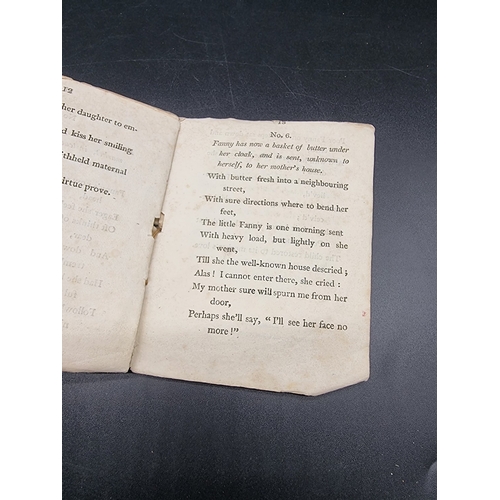 12
her daughter to em-
d kiss her smiling
thheld maternal
irtue prove.
No. 6.
Fanny has now a basket of butter under
her cloak, and is sent, unknown to
herself, to her mother's house.
With butter fresh into a neighbouring
street,
With sure directions where to bend her
feet,
The little Fanny is one morning sent
With heavy load, but lightly on she
went,
Till she the well-known house descried;
Alas! I cannot enter there, she cried:
My mother sure will spurn me from her
door,
Perhaps she'll say, "I'll see her face no
more!"